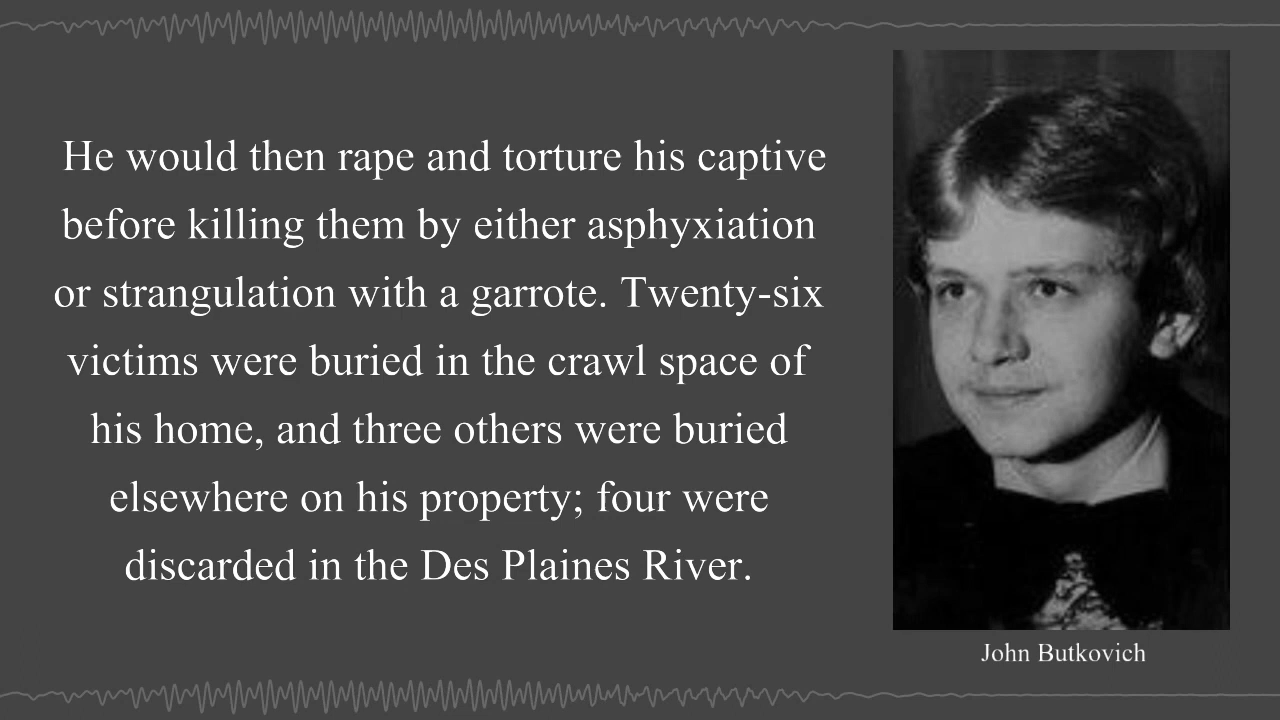 He would then rape and torture his captive
before killing them by either asphyxiation
or strangulation with a garrote. Twenty-six
victims were buried in the crawl space of
his home, and three others were buried
elsewhere on his property; four were
discarded in the Des Plaines River.
John Butkovich